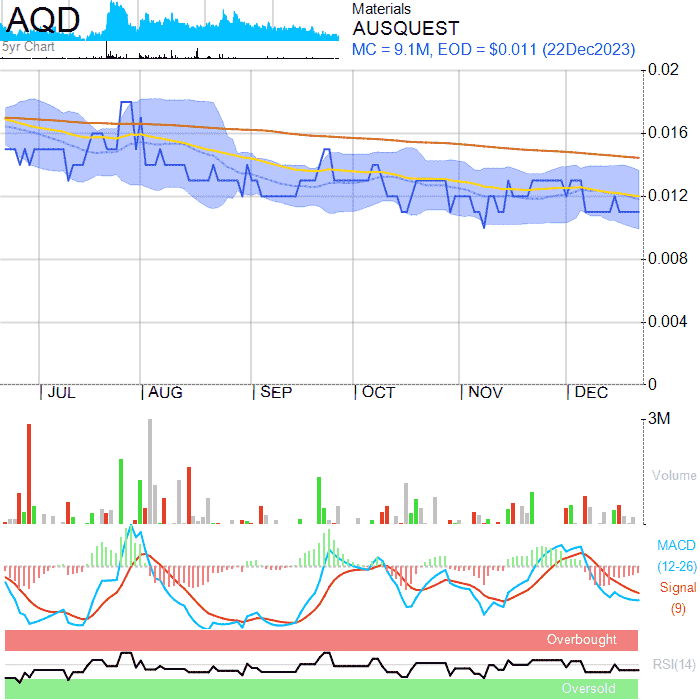 AQD
5yr Chart
Materials
AUSQUEST
MC = 9.1M, EOD = $0.011 (22Dec2023)
0.02
0.016
0.012
0.008
0.004
0
JUL AUG SEP OCT NOV DEC
3M
Volume
MACD
(12-26)
Signal
(9)
Overbought
RSI(14)
Oversold